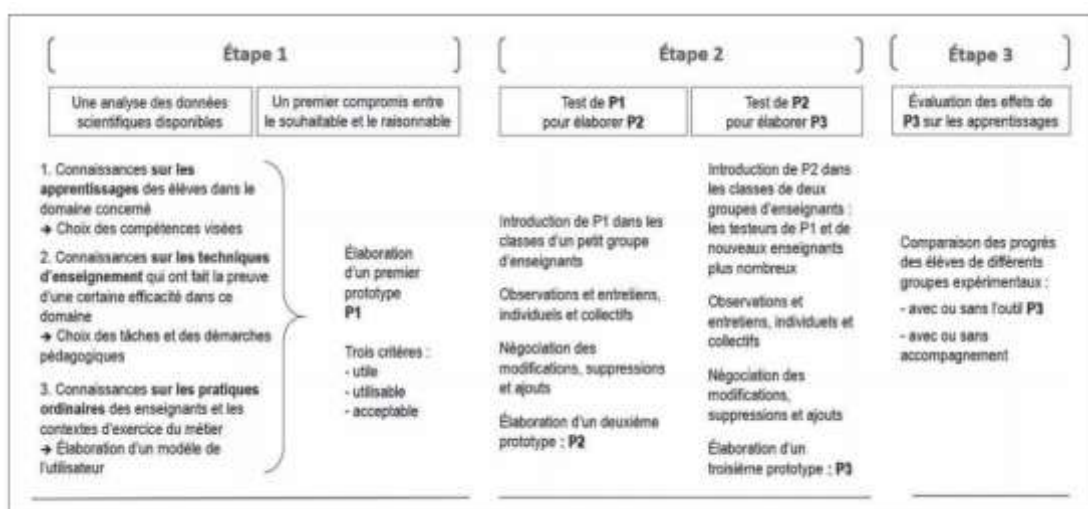 Étape 1
Une analyse des données
scientifiques disponibles
Un premier compromis entre
le souhaitable et le raisonnable
1. Connaissances sur les
apprentissages des élèves dans le
domaine concerné
→ Choix des compétences visées
2. Connaissances sur les techniques
d'enseignement qui ont fait la preuve
d'une certaine efficacité dans ce
domaine
→ Choix des tâches et des démarches
pédagogiques
3. Connaissances sur les pratiques
ordinaires des enseignants et les
contextes d'exercice du métier
→ Élaboration d'un modèle de
l'utilisateur
Élaboration
d'un premier
prototype
P1
Trois critères :
- utile
- utilisable
- acceptable
Étape 2
Test de P1
pour élaborer P2
Test de P2
pour élaborer P3
Introduction de P1 dans les
classes d'un petit groupe
d'enseignants
Observations et entretiens,
individuels et collectifs
Négociation des
modifications, suppressions
et ajouts
Élaboration d'un deuxième
prototype : P2
Introduction de P2 dans
les classes de deux
groupes d'enseignants :
les testeurs de P1 et de
nouveaux enseignants
plus nombreux
Observations et
entretiens, individuels et
collectifs
Négociation des
modifications,
suppressions et ajouts
Élaboration d'un
troisième prototype : P3
Étape 3
Évaluation des effets de
P3 sur les apprentissages
Comparaison des progrés
des élèves de différents
groupes expérimentaux :
- avec ou sans l'outil P3
- avec ou sans
accompagnement